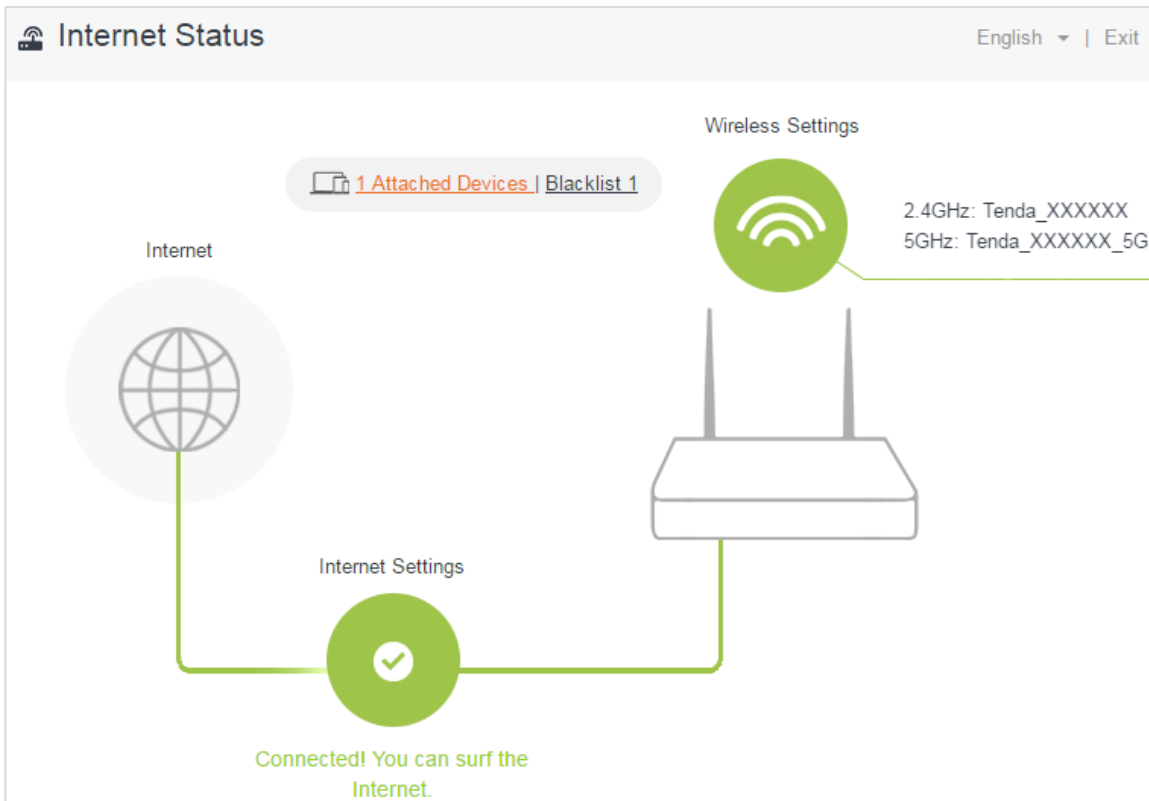 Internet Status
English | Exit
Wireless Settings
1 Attached Devices | Blacklist 1
2.4GHz: Tenda_XXXXXX
5GHz: Tenda_XXXXXX_5G
Internet
Internet Settings
Connected! You can surf the
Internet.